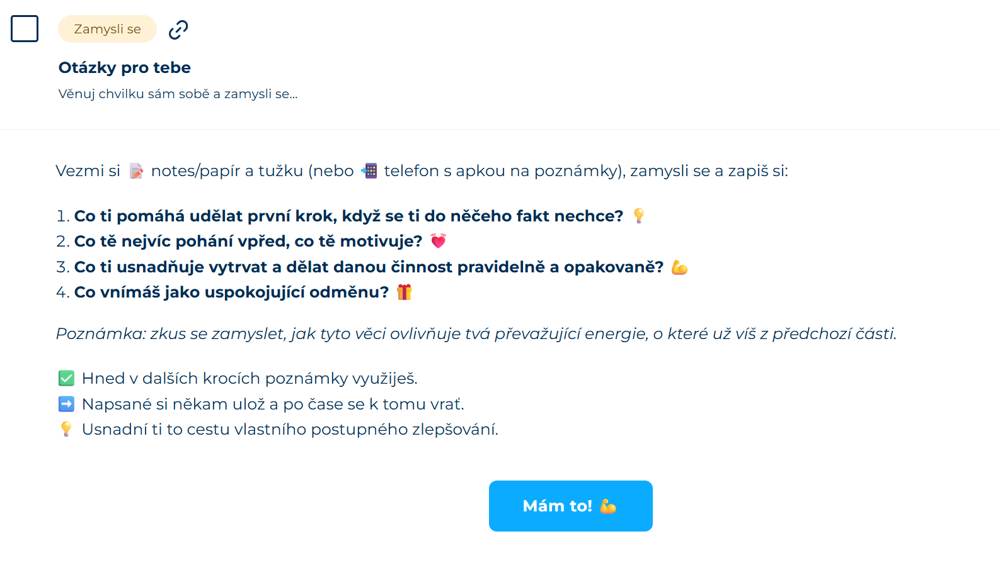 Zamysli se
Otázky pro tebe
Věnuj chvilku sám sobě a zamysli se...
Vezmi si 📝 notes/papír a tužku (nebo 📲 telefon s apkou na poznámky), zamysli se a zapiš si:
1. Co ti pomáhá udělat první krok, když se ti do něčeho fakt nechce? 💡
2. Co tě nejvíc pohání vpřed, co tě motivuje? 💓
3. Co ti usnadňuje vytrvat a dělat danou činnost pravidelně a opakovaně? 💪
4. Co vnímáš jako uspokojující odměnu? 🎁
Poznámka: zkus se zamyslet, jak tyto věci ovlivňuje tvá převažující energie, o které už víš z předchozí části.
✅ Hned v dalších krocích poznámky využiješ.
➡️ Napsané si někam ulož a po čase se k tomu vrať.
💡 Usnadní ti to cestu vlastního postupného zlepšování.
Mám to! 💪